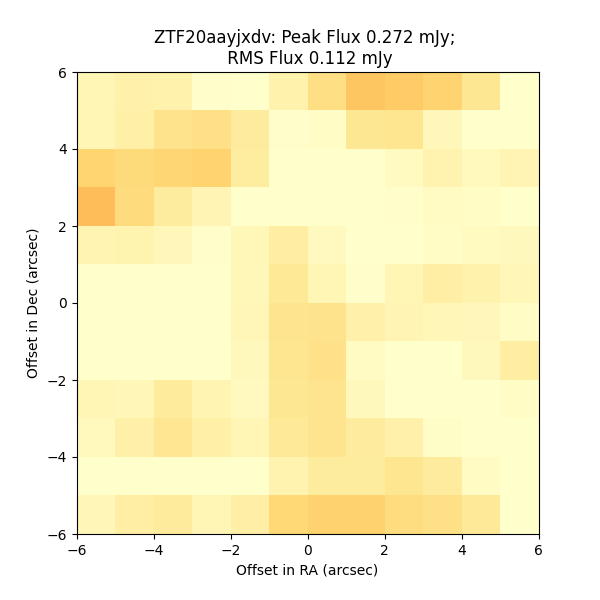 ZTF20aayjxdv: Peak Flux 0.272 mJy;
RMS Flux 0.112 mJy
6
4
2
0
−2
−4
−6
Offset in Dec (arcsec)
−6 −4 −2 0 2 4 6
Offset in RA (arcsec)